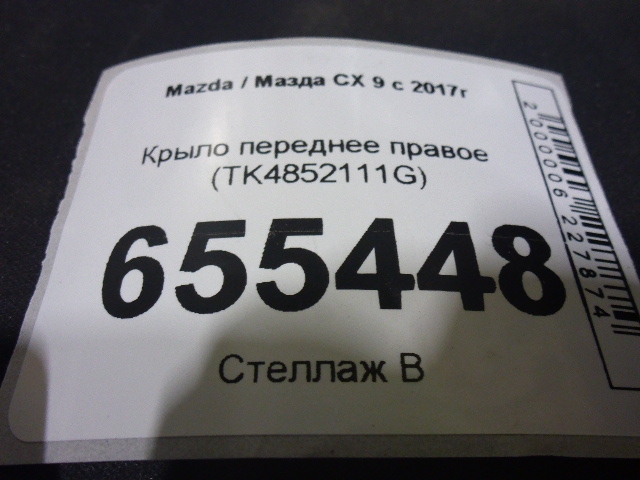 Mazda / Мазда CX 9 с 2017г
Крыло переднее правое
(TK4852111G)
655448
Стеллаж В
2000006227874